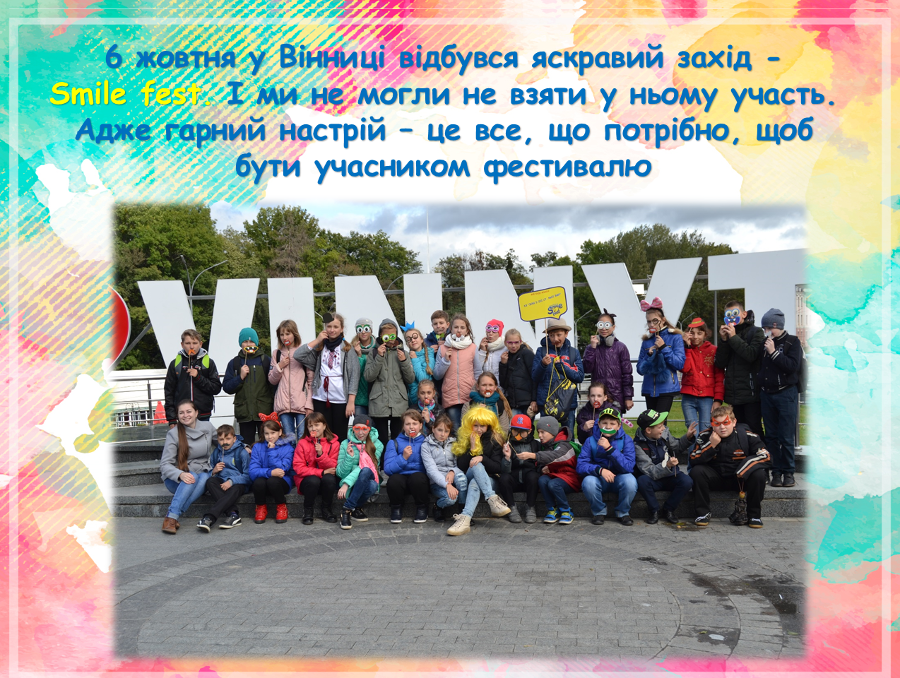 6 жовтня у Вінниці відбувся яскравий захід -
Smile fest. І ми не могли не взяти у ньому участь.
Адже гарний настрій – це все, що потрібно, щоб
бути учасником фестивалю
VINNYT